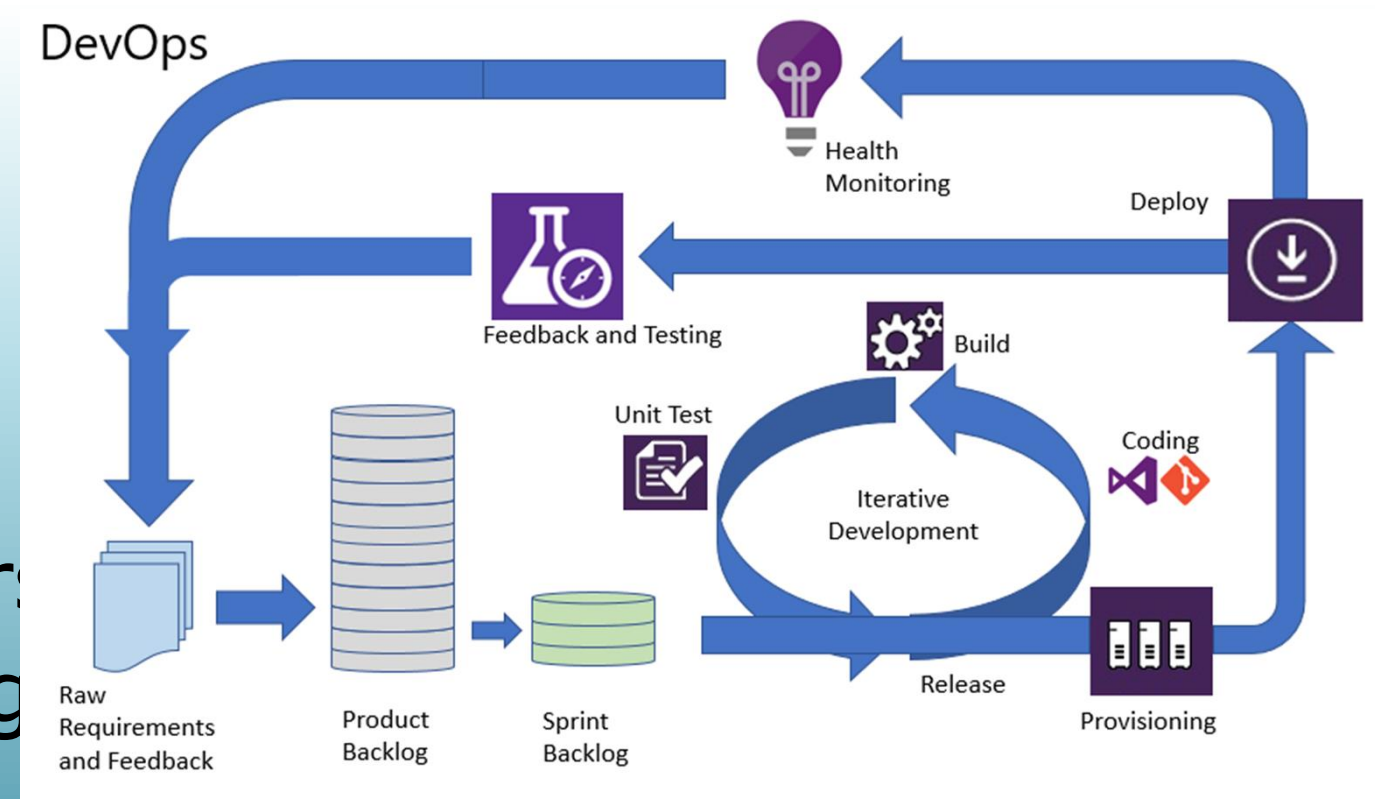 DevOps
Health
Monitoring
Deploy
Feedback and Testing
Build
Unit Test
Coding
Iterative
Development
Release
Provisioning
Raw
Requirements
and Feedback
Product
Backlog
Sprint
Backlog